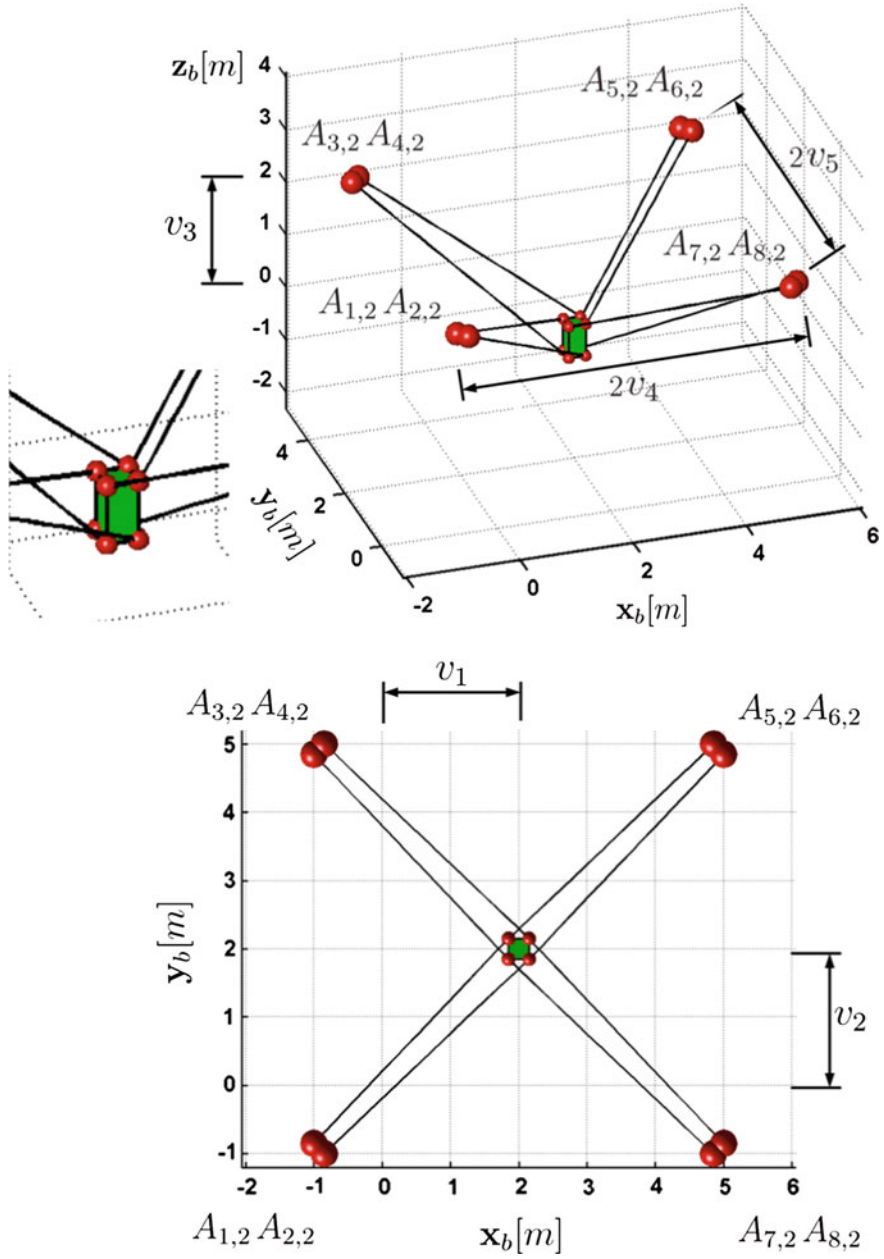 z_b[m]
4
3
2
1
0
-1
-2
A_{3,2} A_{4,2}
A_{5,2} A_{6,2}
v_3
2v_5
A_{7,2} A_{8,2}
A_{1,2} A_{2,2}
2v_4
4
2
0
y_b[m]
-2
0
2
4
6
x_b[m]
v_1
A_{3,2} A_{4,2}
A_{5,2} A_{6,2}
5
4
3
2
1
0
-1
y_b[m]
v_2
-2
-1
0
1
2
3
4
5
6
A_{1,2} A_{2,2}
x_b[m]
A_{7,2} A_{8,2}